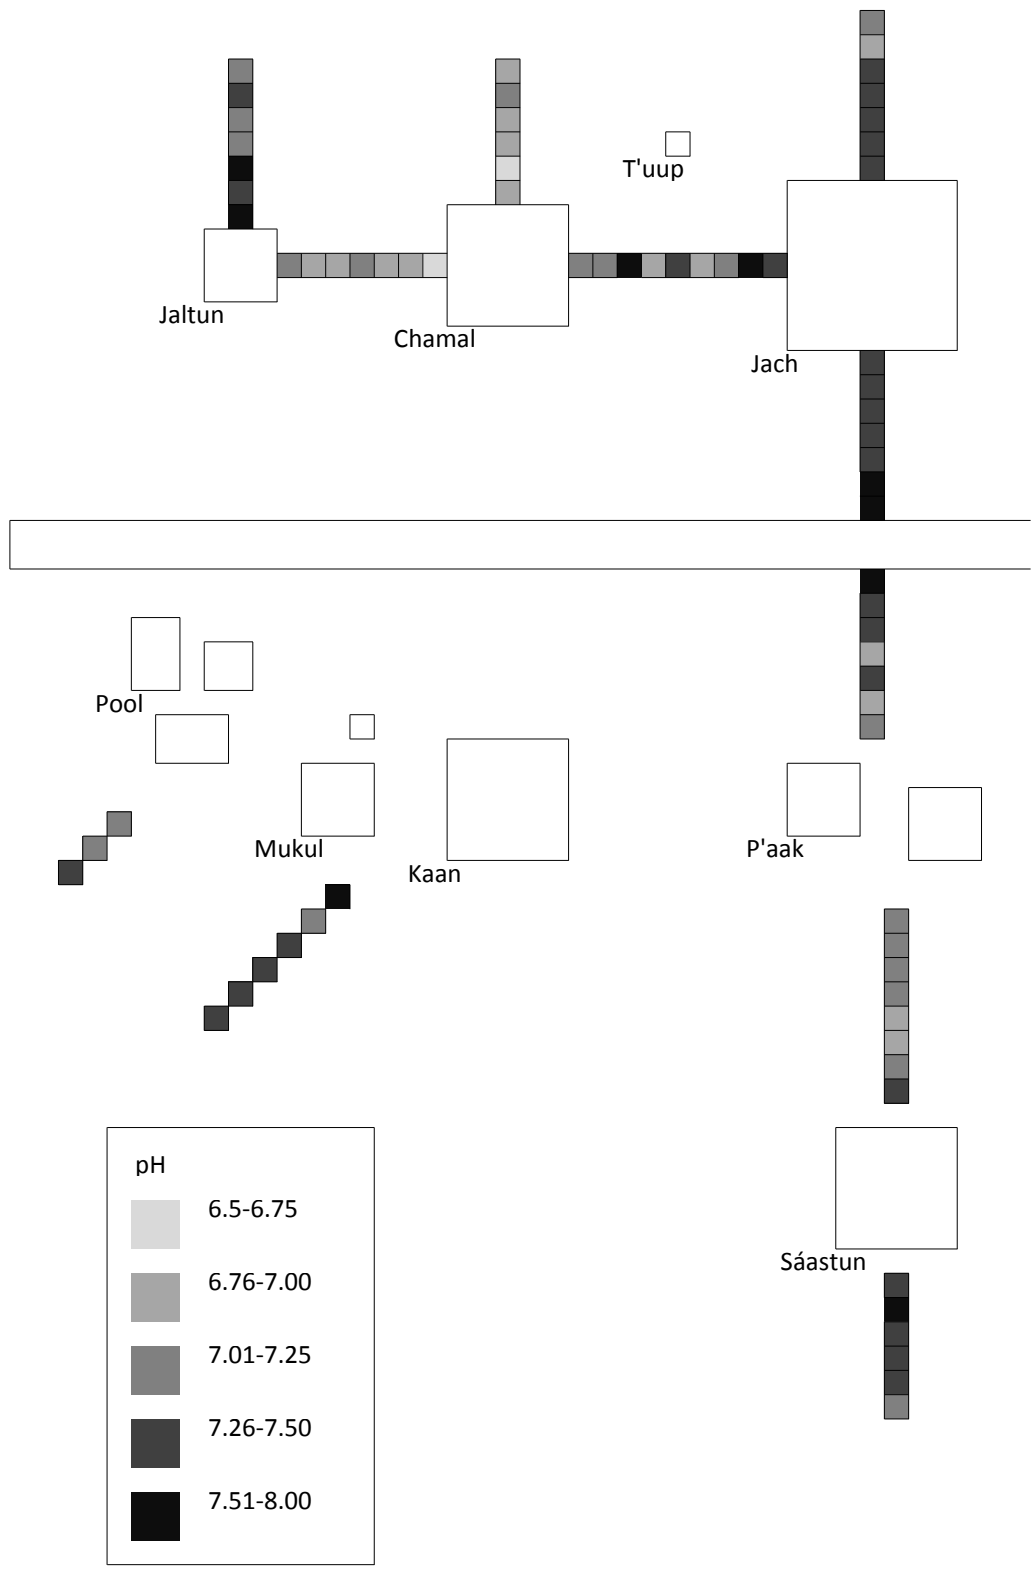 T'uup
Jaltun
Chamal
Jach
Pool
Mukul
Kaan
P'aak
Sáastun
pH
6.5-6.75
6.76-7.00
7.01-7.25
7.26-7.50
7.51-8.00